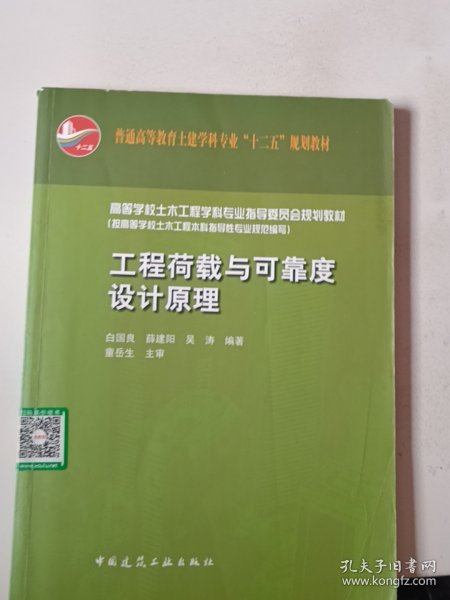 普通高等教育土建学科专业“十二五”规划教材
十二五
高等学校土木工程学科专业指导委员会规划教材
(按高等学校土木工程本科指导性专业规范编写)
工程荷载与可靠度
设计原理
白国良 薛建阳 吴 涛 编著
童岳生 主审
中国建筑工业出版社
孔夫子旧书网
www.kongfz.com